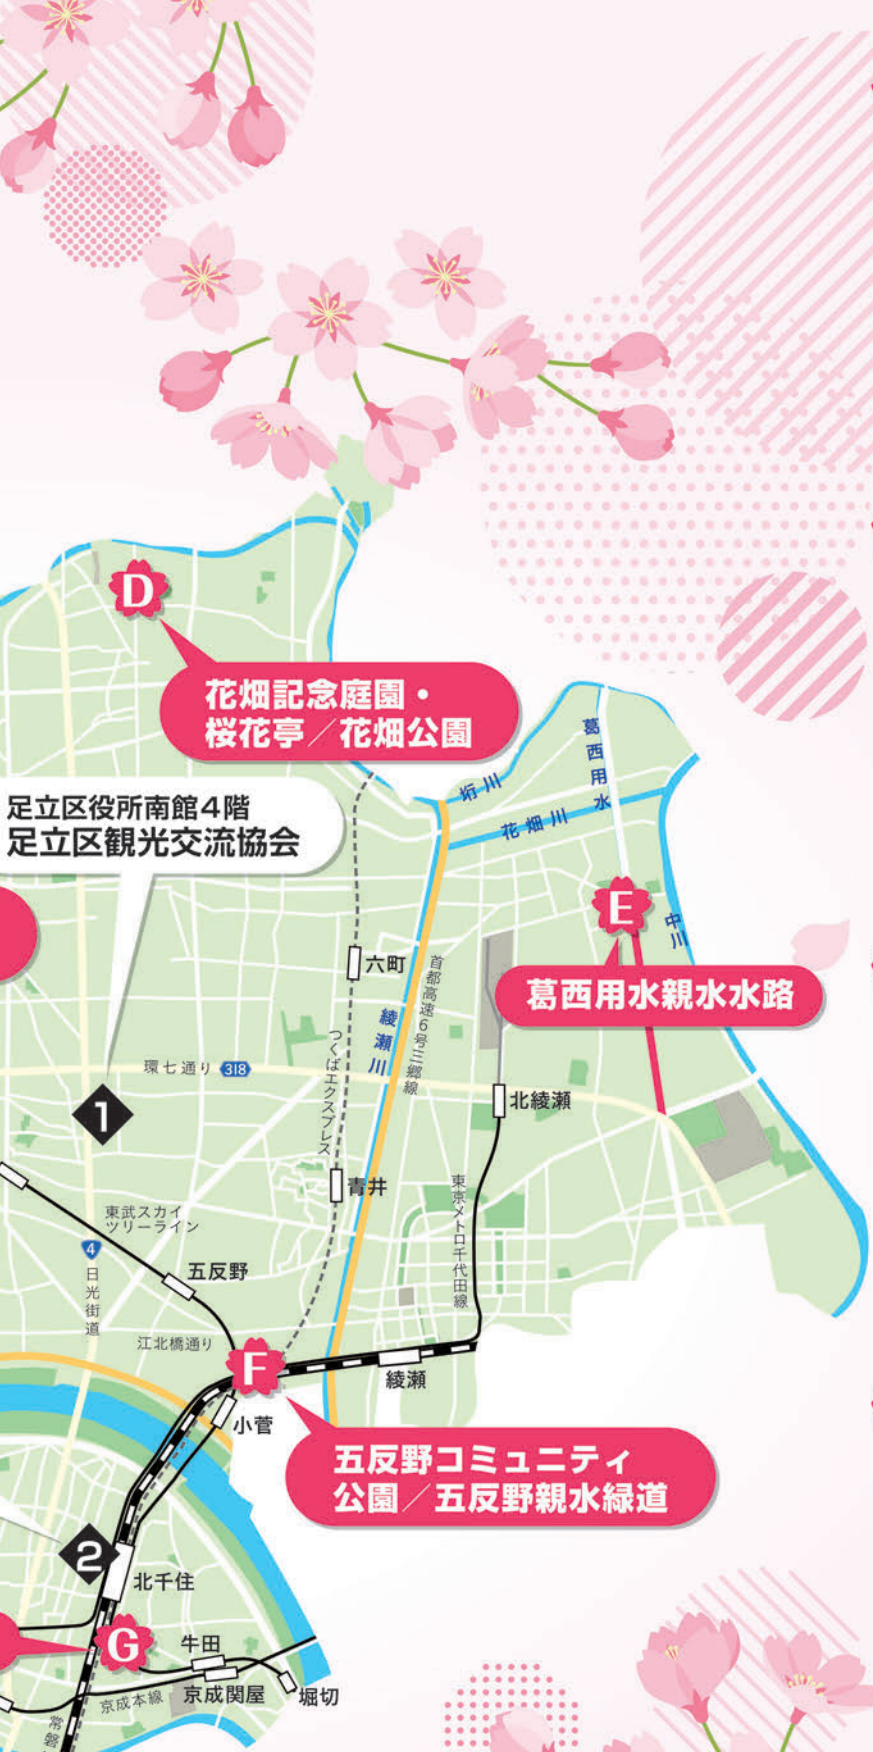 D
花畑記念庭園・
桜花亭／花畑公園
葛西用水
垳川
花畑川
足立区役所南館4階
足立区観光交流協会
E
中川
葛西用水親水水路
六町
首都高速6号三郷線
綾瀬川
つくばエクスプレス
環七通り
318
1
北綾瀬
青井
東京メトロ千代田線
東武スカイ
ツリーライン
4
日光街道
五反野
江北橋通り
F
綾瀬
小菅
五反野コミュニティ
公園／五反野親水緑道
2
北千住
G
牛田
京成関屋
堀切
京成本線
常磐